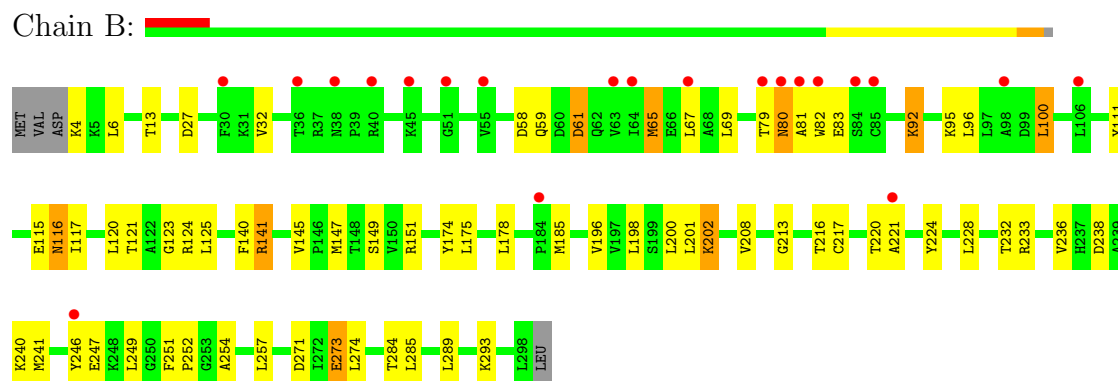 Chain B:
MET VAL ASP K4 K5 L6 T13 D27 F30 K31 V32 T36 R37 N38 P39 R40 K45 G51 V55 D58 Q59 D60 D61 Q62 V63 I64 M65 E66 L67 A68 L69 T79 N80 A81 W82 E83 S84 C85 K92 K95 L96 L97 A98 D99 L100 L106 Y111
E115 N116 I117 L120 T121 A122 G123 R124 L125 F140 R141 V145 P146 M147 T148 S149 V150 R151 Y174 L175 L178 P184 M185 V196 V197 L198 S199 L200 L201 K202 V208 G213 T216 C217 T220 A221 Y224 L228 T232 R233 V236 H237 D238 A239
K240 M241 Y246 E247 K248 L249 G250 F251 P252 G253 A254 L257 D271 I272 E273 L274 T284 L285 L289 K293 L298 LEU